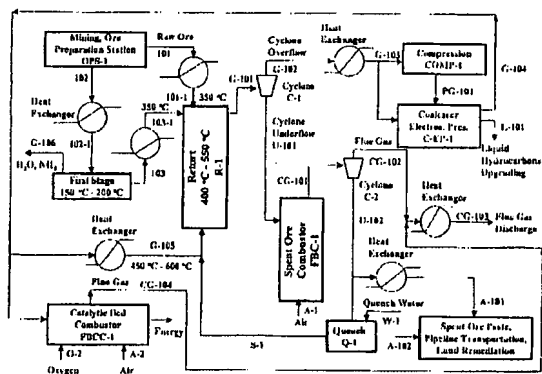 Mining, Ore
Preparation Station
OPS-1
Raw Ore
101
102
Heat
Exchanger
102-1
G-106
H₂O, NH₃
First Stage
150 °C - 200 °C
103
103-1
350 °C
101-1
350 °C
Retort
400 °C - 550 °C
R-1
G-101
Cyclone
Overflow
G-102
Cyclone
C-1
Cyclone
Underflow
U-101
Heat
Exchanger
G-103
Compression
COMP-1
PG-101
G-104
Coalescer
Electron. Prec.
C-EP-1
L-101
Liquid
Hydrocarbons
Upgrading
Flue Gas
CG-102
Cyclone
C-2
U-102
CG-101
Spent Ore
Combustor
FBC-1
A-1
Air
Heat
Exchanger
CG-103
Flue Gas
Discharge
Heat
Exchanger
A-101
Heat
Exchanger
G-105
450 °C - 600 °C
Flue Gas
CG-104
Catalytic Bed
Combustor
FBCC-1
Energy
O-2
Oxygen
A-2
Air
S-1
Quench Water
W-1
Quench
Q-1
A-102
Spent Ore Paste,
Pipeline Transportation,
Land Remediation